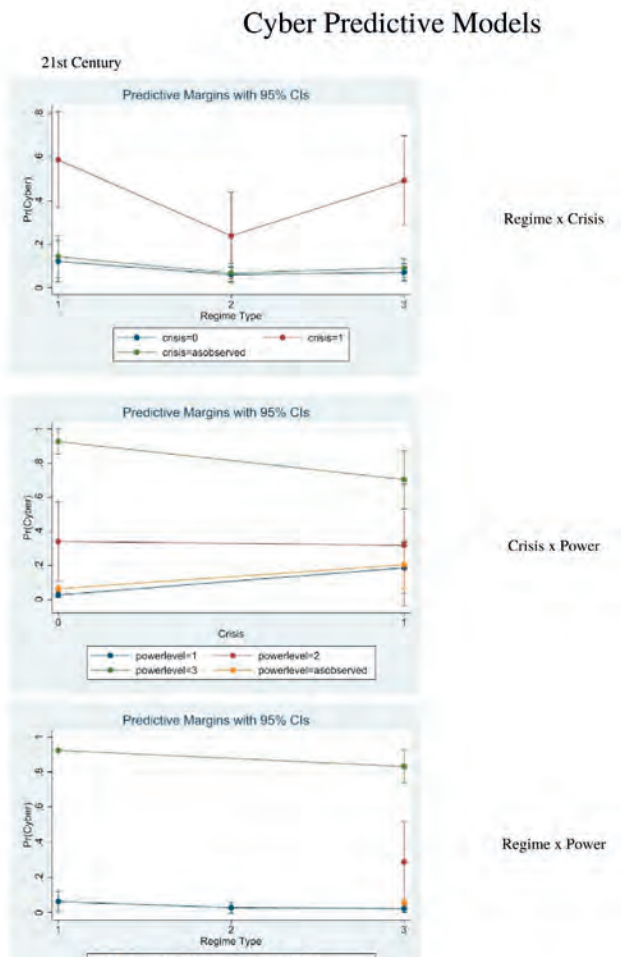 Cyber Predictive Models
21st Century
Predictive Margins with 95% CIs
Pr(Cyber)
.8
.6
.4
.2
0
1 2 3
Regime Type
crisis=0 crisis=1
crisis=asobserved
Regime x Crisis
Predictive Margins with 95% CIs
Pr(Cyber)
1
.8
.6
.4
.2
0
0 1
Crisis
powerlevel=1 powerlevel=2
powerlevel=3 powerlevel=asobserved
Crisis x Power
Predictive Margins with 95% CIs
Pr(Cyber)
1
.8
.6
.4
.2
0
1 2 3
Regime Type
Regime x Power